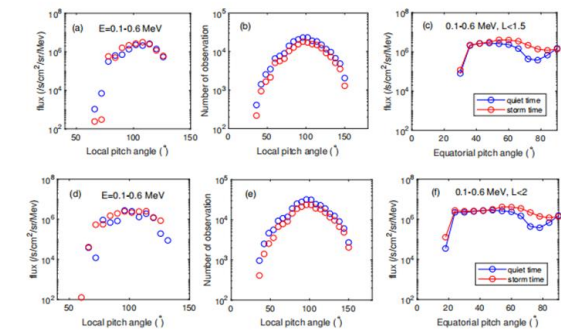 (a) E=0.1-0.6 MeV
flux (/s/cm²/sr/MeV)
10⁸
10⁶
10⁴
10²
50 100 150
Local pitch angle (°)
(b)
Number of observation
10⁵
10⁴
10³
10²
0 50 100 150
Local pitch angle (°)
(c) 0.1-0.6 MeV, L<1.5
flux (/s/cm²/sr/MeV)
10⁸
10⁶
10⁴
10²
quiet time
storm time
0 20 40 60 80
Equatorial pitch angle (°)
(d) E=0.1-0.6 MeV
flux (/s/cm²/sr/MeV)
10⁸
10⁶
10⁴
10²
50 100 150
Local pitch angle (°)
(e)
Number of observation
10⁵
10⁴
10³
10²
0 50 100 150
Local pitch angle (°)
(f) 0.1-0.6 MeV, L<2
flux (/s/cm²/sr/MeV)
10⁸
10⁶
10⁴
10²
quiet time
storm time
0 20 40 60 80
Equatorial pitch angle (°)